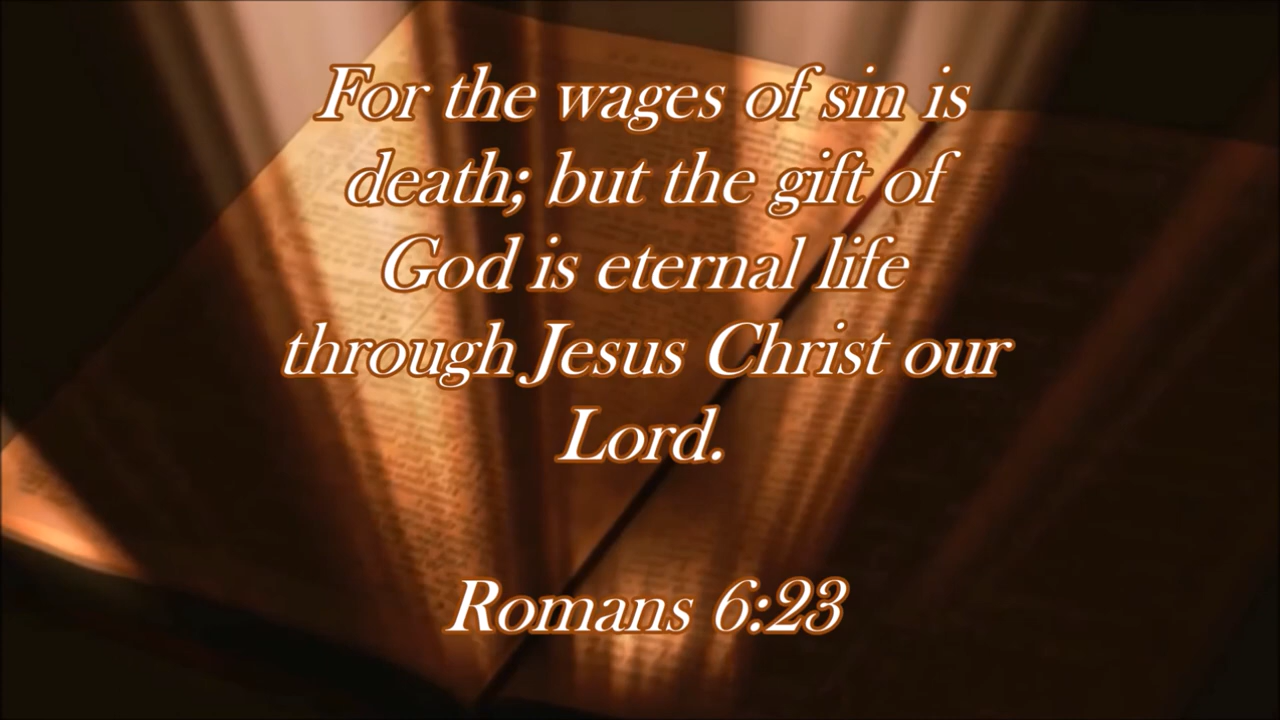 For the wages of sin is
death; but the gift of
God is eternal life
through Jesus Christ our
Lord.
Romans 6:23